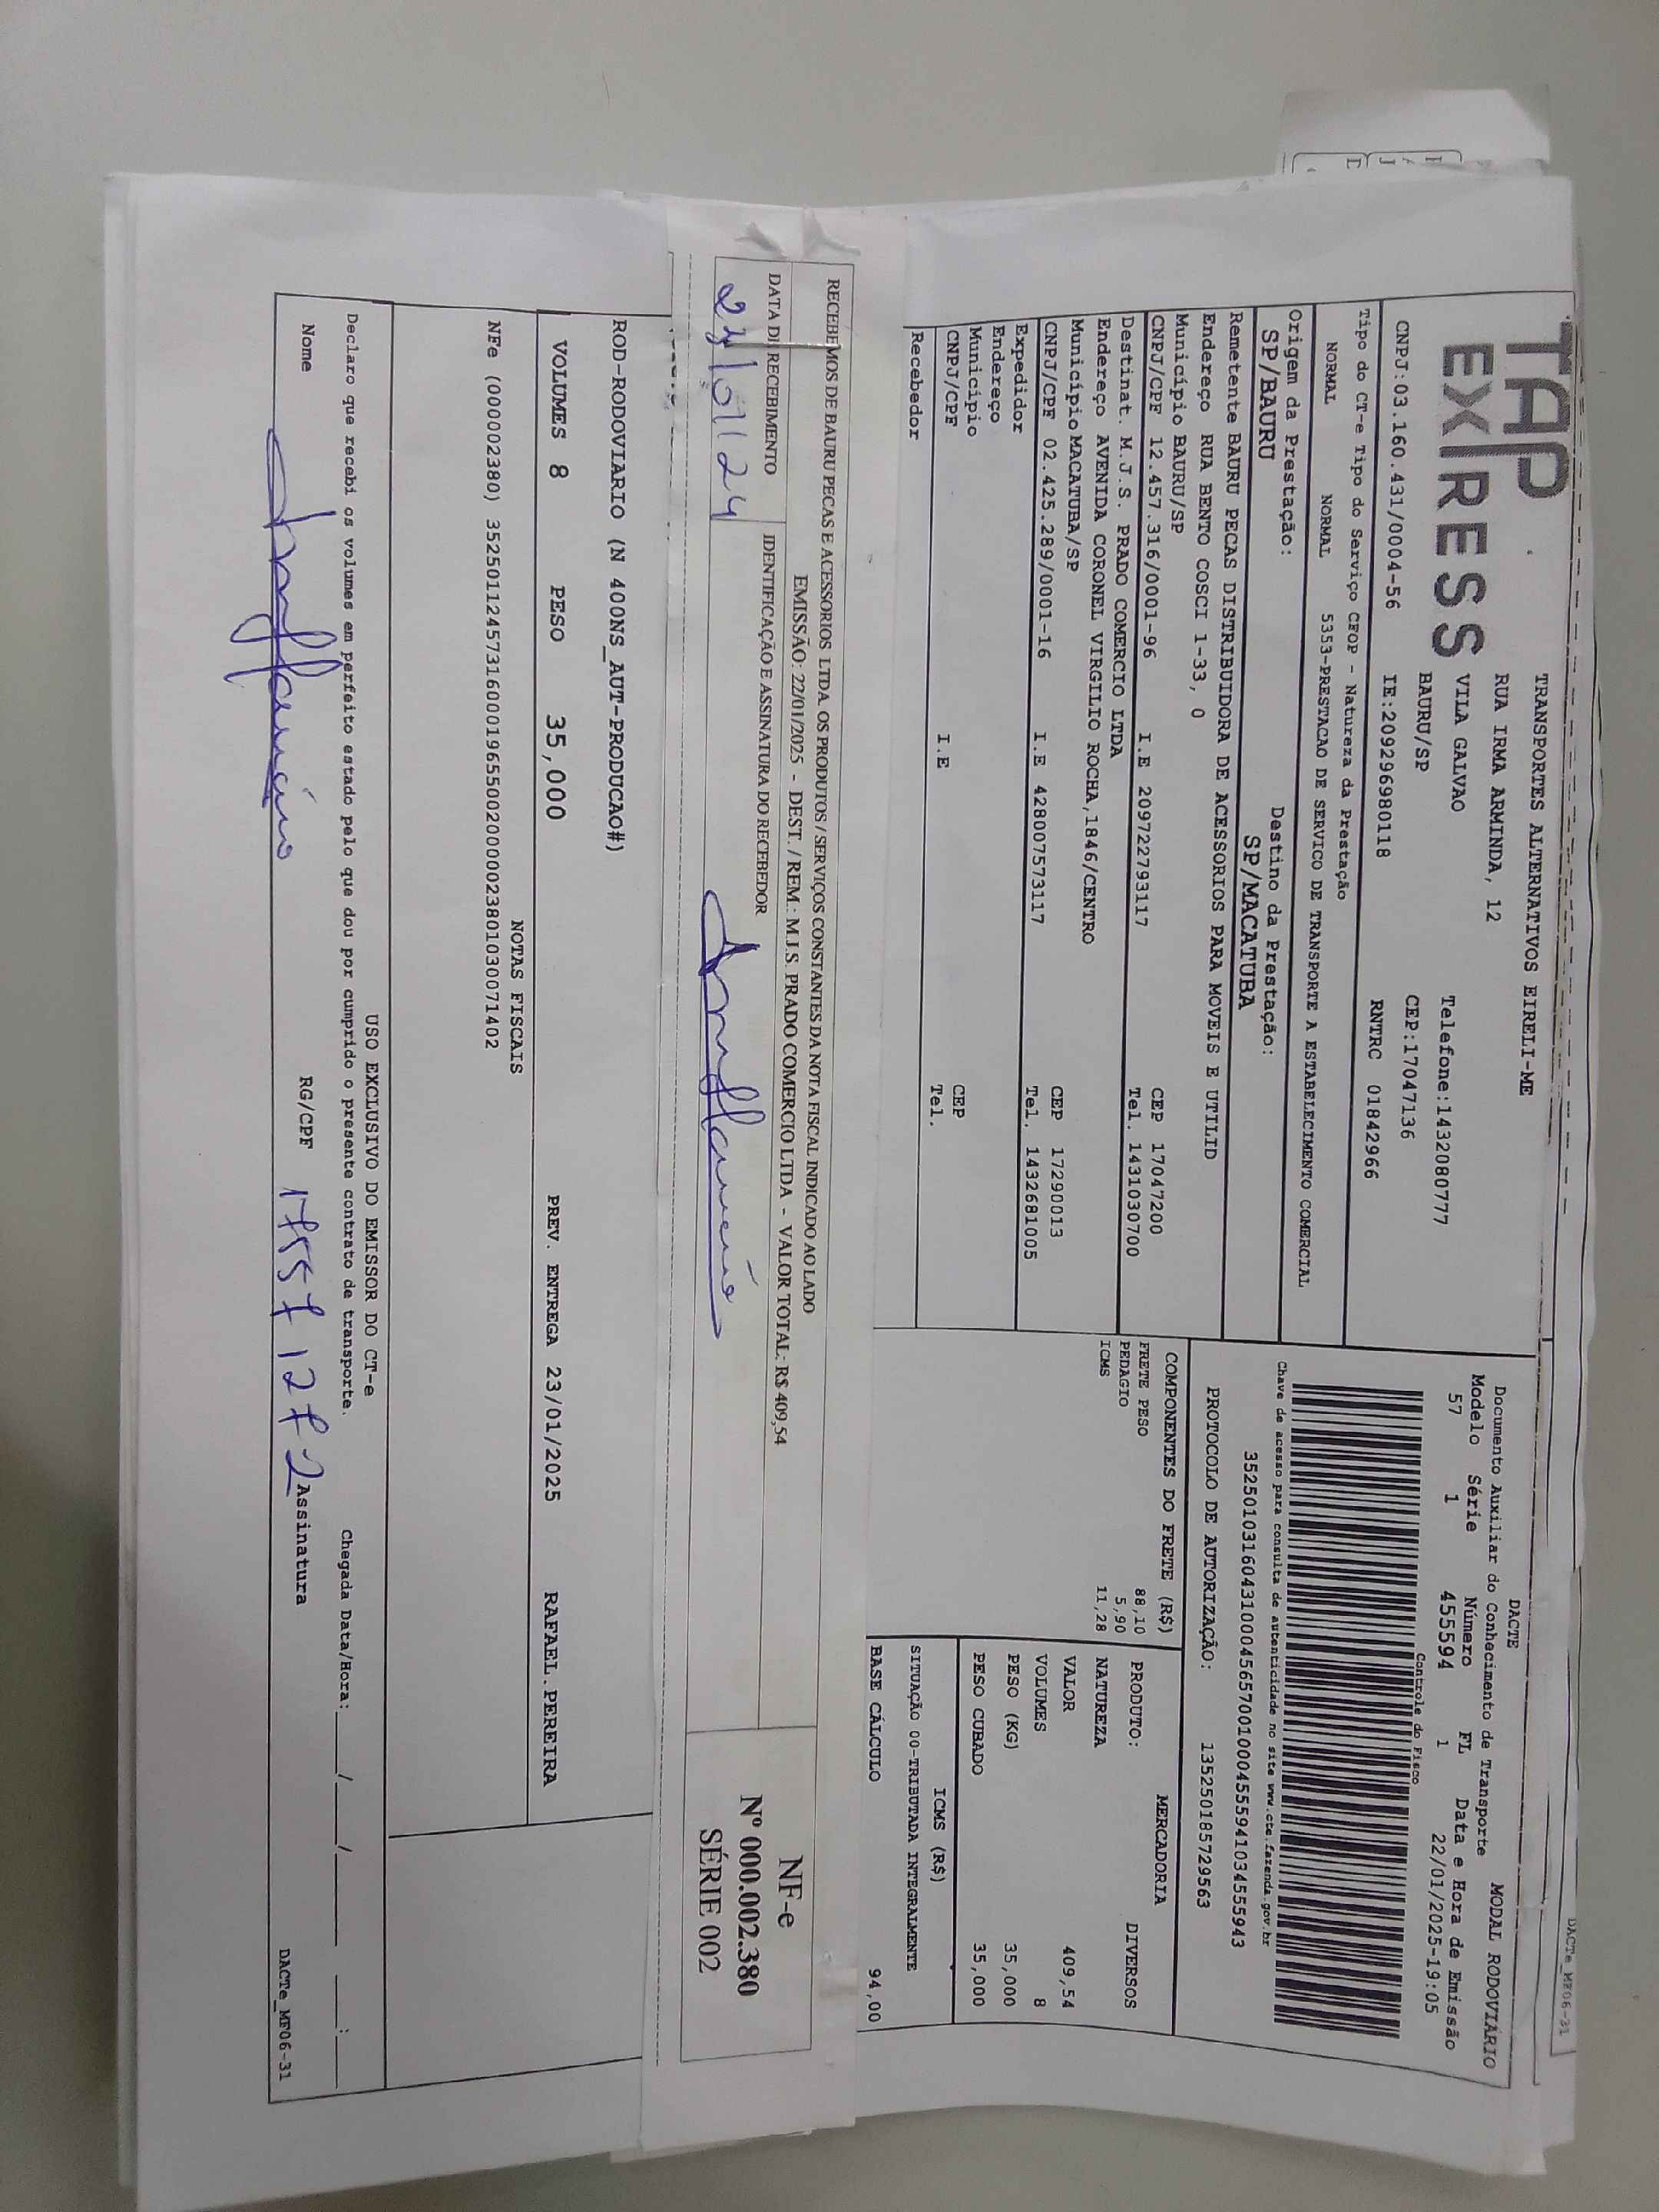 DACTe_MF06-31
TAP
EXPRESS
TRANSPORTES ALTERNATIVOS EIRELI-ME
RUA IRMA ARMINDA, 12
VILA GALVAO Telefone:1432080777
BAURU/SP CEP:17047136
CNPJ:03.160.431/0004-56 IE:209296980118 RNTRC 01842966
DACTE MODAL RODOVIÁRIO
Documento Auxiliar do Conhecimento de Transporte
Modelo Série Número FL Data e Hora de Emissão
57 1 455594 1 22/01/2025-19:05
Controle do Fisco
Chave de acesso para consulta de autenticidade no site www.cte.fazenda.gov.br
35250103160431000456570010004555941034555943
PROTOCOLO DE AUTORIZAÇÃO: 135250185729563
Tipo do CT-e Tipo do Serviço CFOP - Natureza da Prestação
NORMAL NORMAL 5353-PRESTACAO DE SERVICO DE TRANSPORTE A ESTABELECIMENTO COMERCIAL
Origem da Prestação: Destino da Prestação:
SP/BAURU SP/MACATUBA
Remetente BAURU PECAS DISTRIBUIDORA DE ACESSORIOS PARA MOVEIS E UTILID
Endereço RUA BENTO COSCI 1-33, 0
Município BAURU/SP CEP 17047200
CNPJ/CPF 12.457.316/0001-96 I.E 209722793117 Tel. 1431030700
Destinat. M.J.S. PRADO COMERCIO LTDA
Endereço AVENIDA CORONEL VIRGILIO ROCHA,1846/CENTRO
Município MACATUBA/SP CEP 17290013
CNPJ/CPF 02.425.289/0001-16 I.E 428007573117 Tel. 1432681005
Expedidor
Endereço
Município CEP
CNPJ/CPF I.E Tel.
Recebedor
COMPONENTES DO FRETE (R$)
FRETE PESO 88,10
PEDAGIO 5,90
ICMS 11,28
MERCADORIA
PRODUTO: DIVERSOS
NATUREZA
VALOR 409,54
VOLUMES 8
PESO (KG) 35,000
PESO CUBADO 35,000
ICMS (R$)
SITUAÇÃO 00-TRIBUTADA INTEGRALMENTE
BASE CÁLCULO 94,00
RECEBEMOS DE BAURU PECAS E ACESSORIOS LTDA OS PRODUTOS / SERVIÇOS CONSTANTES DA NOTA FISCAL INDICADO AO LADO
EMISSÃO: 22/01/2025 - DEST. / REM.: M.J.S. PRADO COMERCIO LTDA - VALOR TOTAL: R$ 409,54
DATA DE RECEBIMENTO IDENTIFICAÇÃO E ASSINATURA DO RECEBEDOR
NF-e
Nº 000.002.380
SÉRIE 002
ROD-RODOVIARIO (N 400NS_AUT-PRODUCAO#)
VOLUMES 8 PESO 35,000 PREV. ENTREGA 23/01/2025 RAFAEL.PEREIRA
NOTAS FISCAIS
NFe (000002380) 35250112457316000196550020000023801030071402
USO EXCLUSIVO DO EMISSOR DO CT-e
Declaro que recebi os volumes em perfeito estado pelo que dou por cumprido o presente contrato de transporte. Chegada Data/Hora:____/____/____ ___:___
Nome RG/CPF Assinatura
DACTe_MF06-31